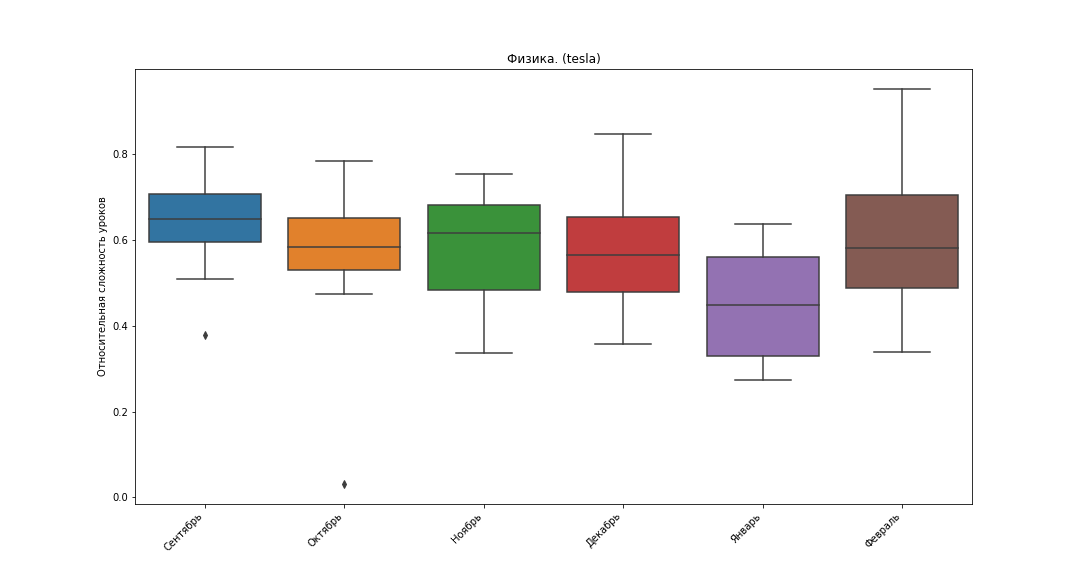 Физика. (tesla)
Относительная сложность уроков
0.8
0.6
0.4
0.2
0.0
Сентябрь
Октябрь
Ноябрь
Декабрь
Январь
Февраль